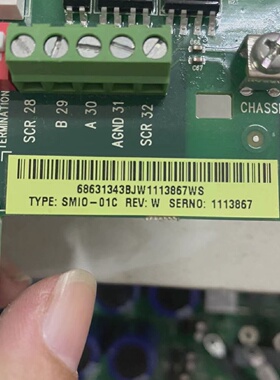 TERMINATION
SCR 28
B 29
A 30
AGND 31
SCR 32
CHASSI
68631343BJW1113867WS
TYPE: SMIO-01C REV: W SERNO: 1113867